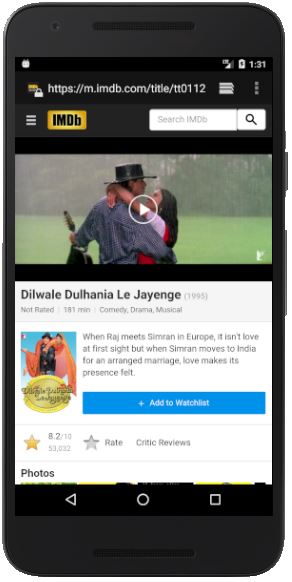 1:31
https://m.imdb.com/title/tt0112
IMDb
Search IMDb
Dilwale Dulhania Le Jayenge (1995)
Not Rated | 181 min | Comedy, Drama, Musical
When Raj meets Simran in Europe, it isn't love
at first sight but when Simran moves to India
for an arranged marriage, love makes its
presence felt.
+ Add to Watchlist
8.2/10
53,032
Rate
Critic Reviews
Photos